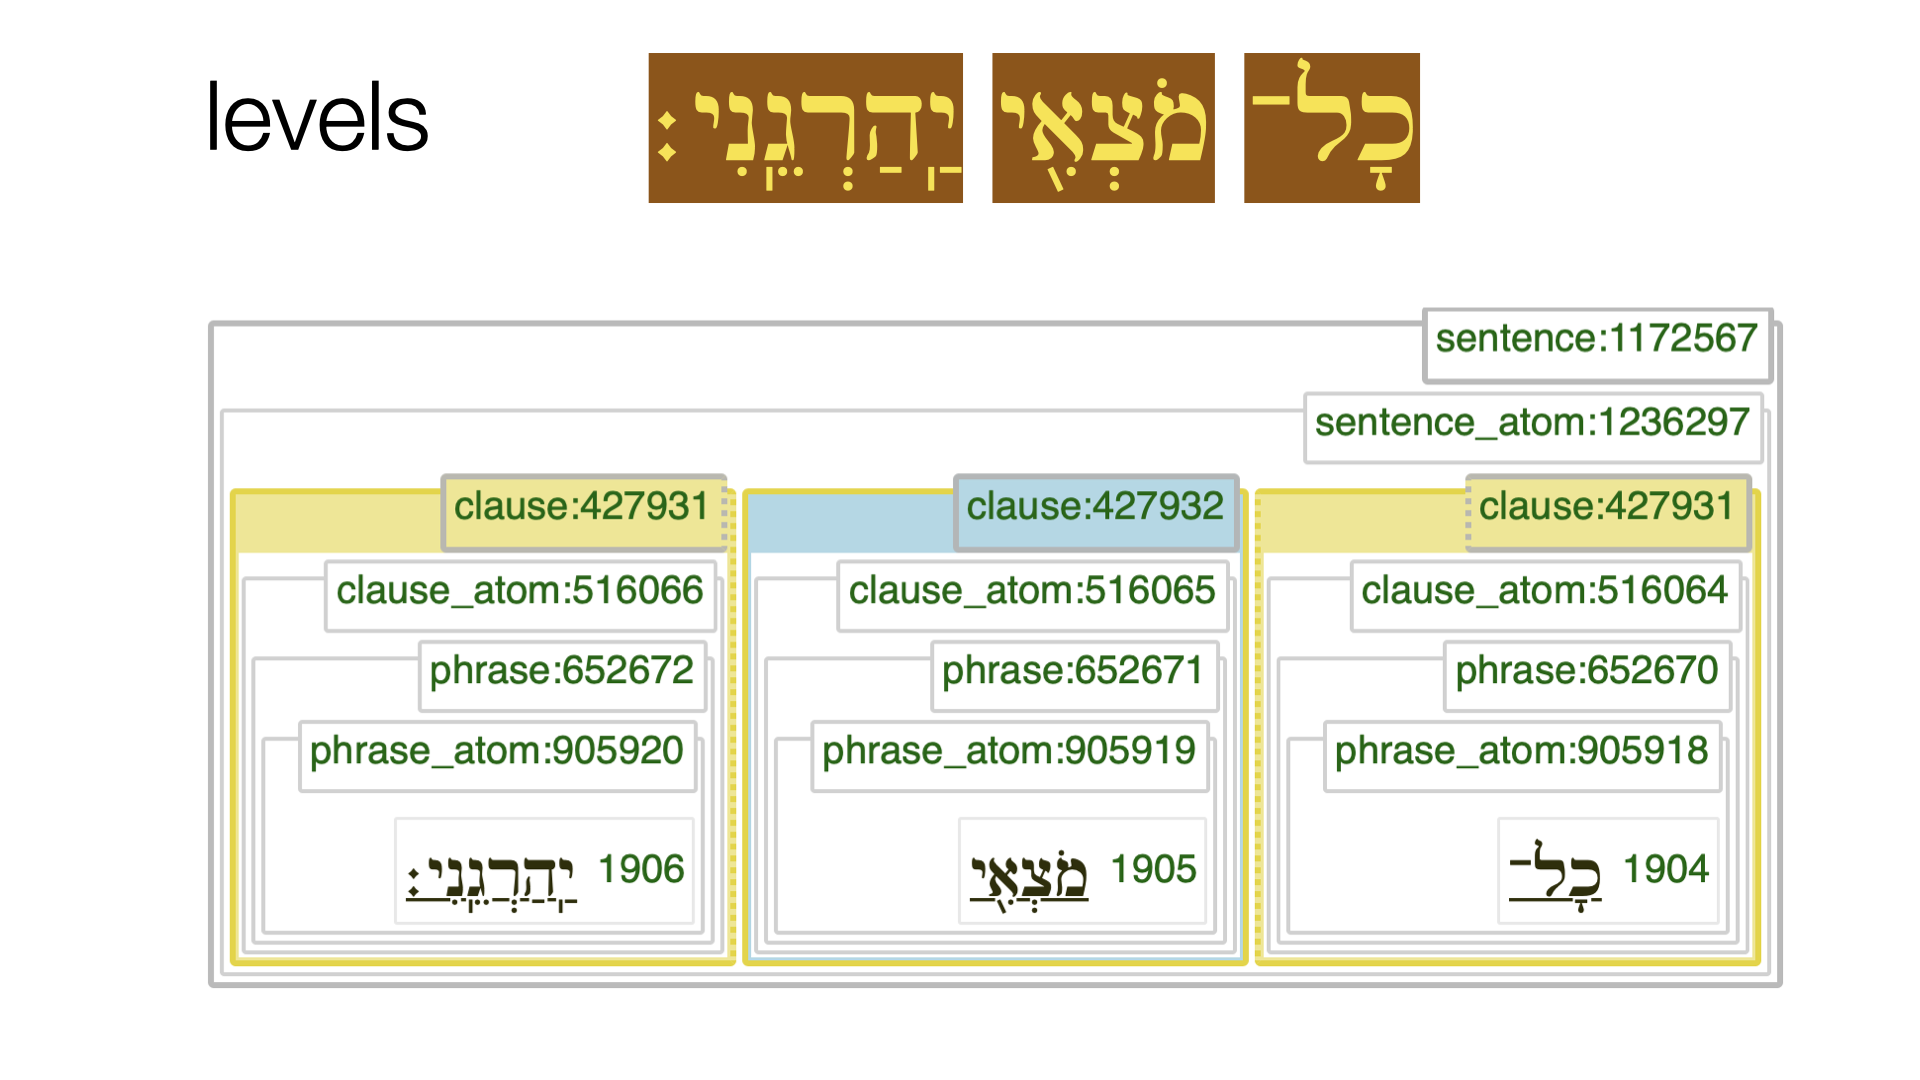 levels
כָל־ מֹצְאִ֖י יַֽהַרְגֵֽנִי׃
sentence:1172567
sentence_atom:1236297
clause:427931 clause:427932 clause:427931
clause_atom:516066 clause_atom:516065 clause_atom:516064
phrase:652672 phrase:652671 phrase:652670
phrase_atom:905920 phrase_atom:905919 phrase_atom:905918
1906 יַֽהַרְגֵֽנִי׃ 1905 מֹצְאִ֖י 1904 כָל־